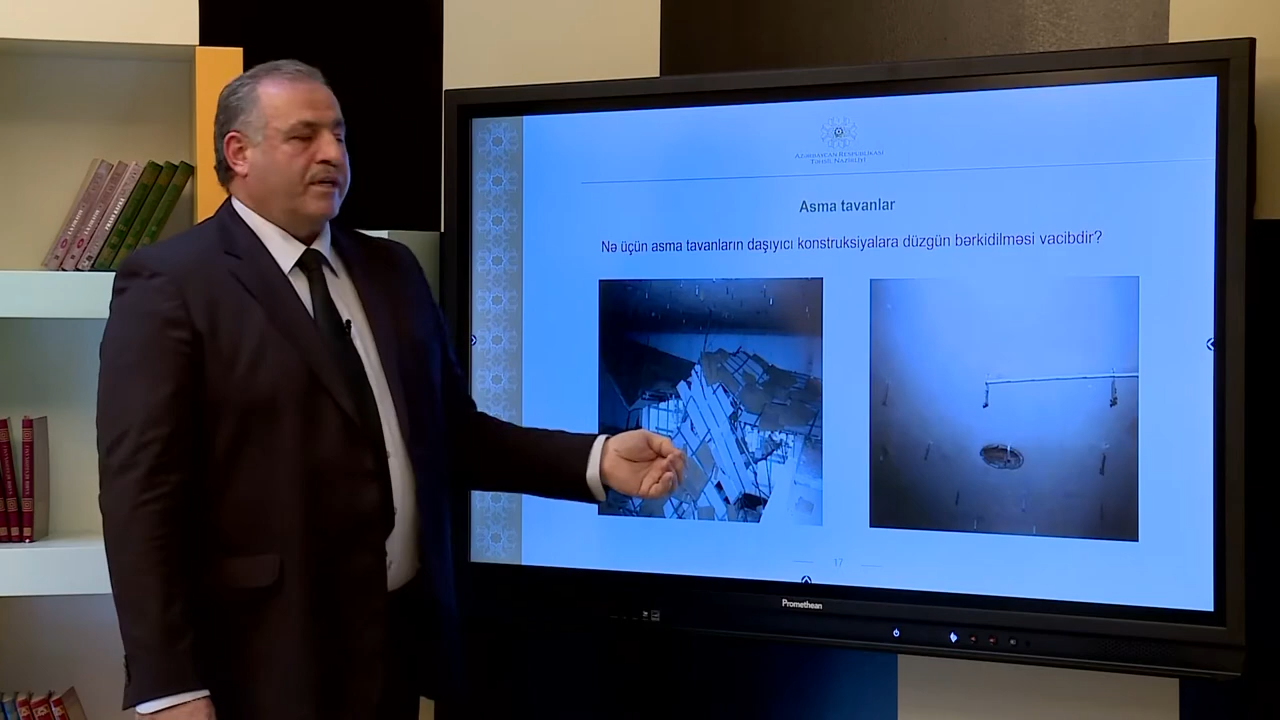 AZƏRBAYCAN RESPUBLİKASI
TƏHSİL NAZİRLİYİ
Asma tavanlar
Nə üçün asma tavanların daşıyıcı konstruksiyalara düzgün bərkidilməsi vacibdir?
17
Promethean